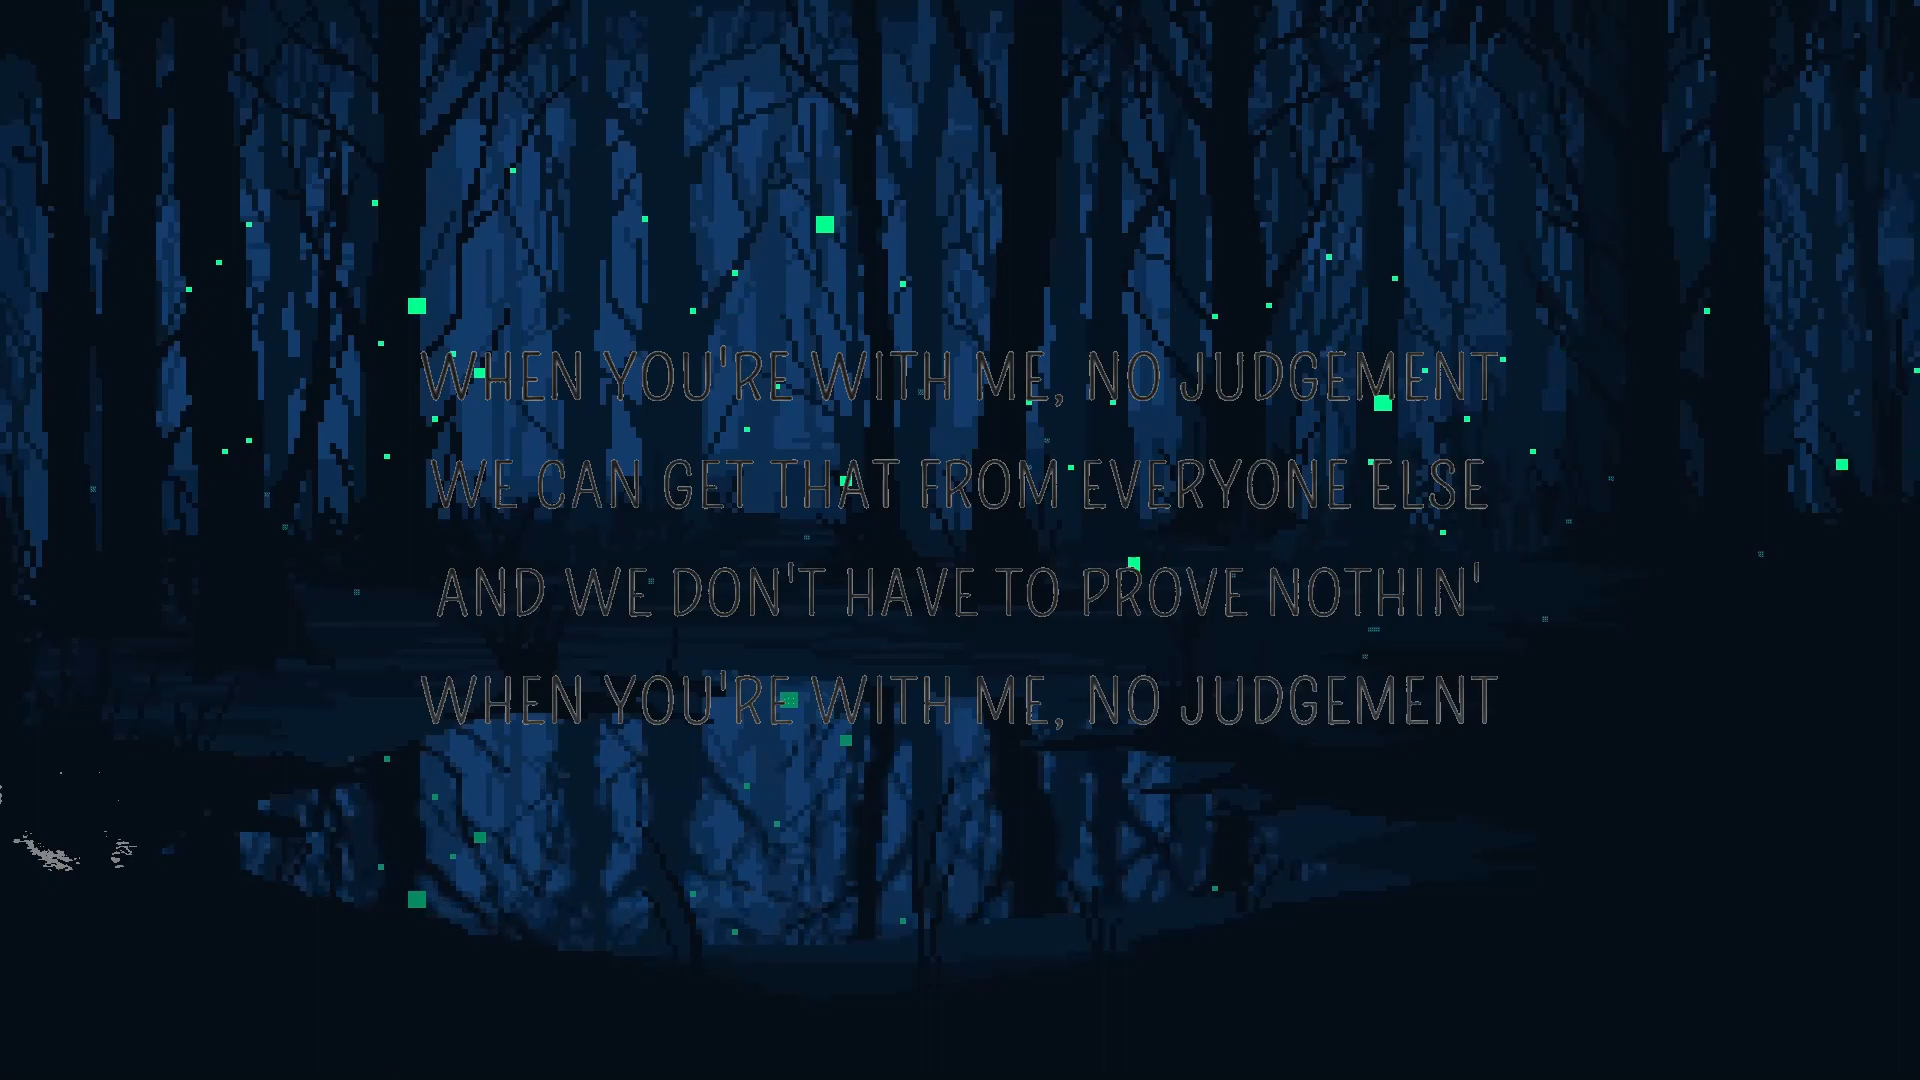 WHEN YOU'RE WITH ME, NO JUDGEMENT
WE CAN GET THAT FROM EVERYONE ELSE
AND WE DON'T HAVE TO PROVE NOTHIN'
WHEN YOU'RE WITH ME, NO JUDGEMENT